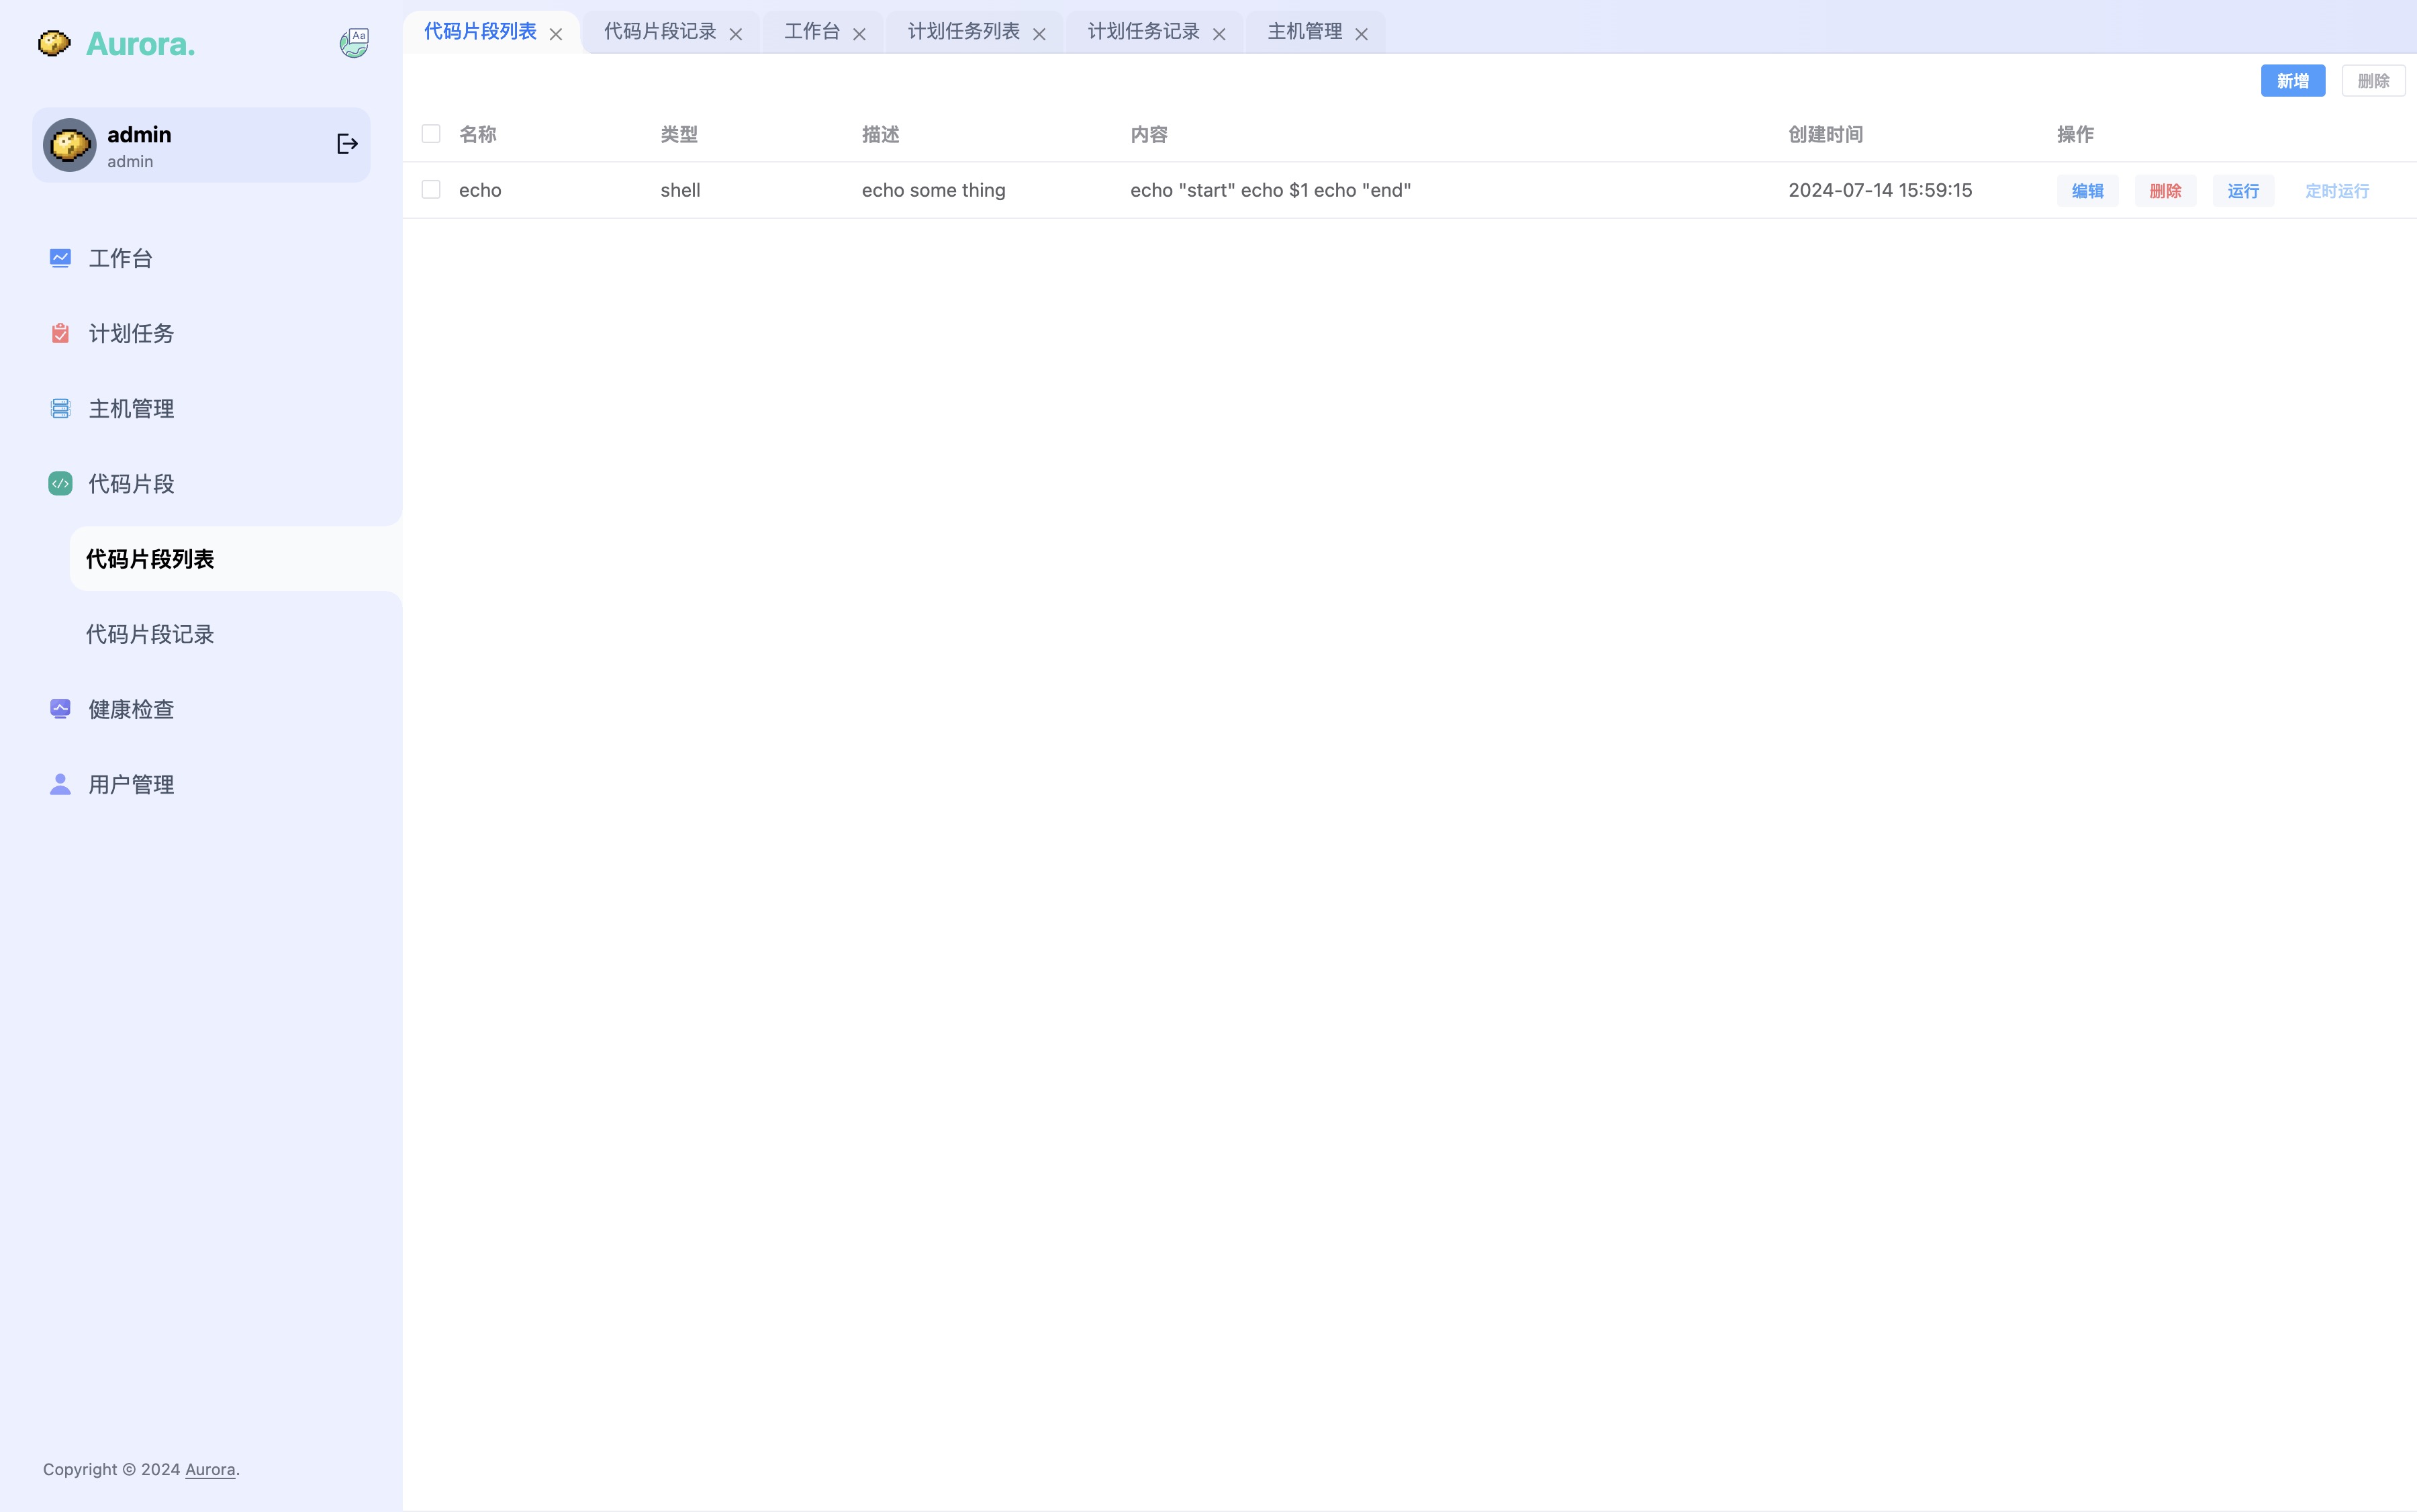 Aurora.
Aa
admin
admin
工作台
计划任务
主机管理
代码片段
代码片段列表
代码片段记录
健康检查
用户管理
Copyright © 2024 Aurora.
代码片段列表 代码片段记录 工作台 计划任务列表 计划任务记录 主机管理
新增 删除
名称 类型 描述 内容 创建时间 操作
echo shell echo some thing echo "start" echo $1 echo "end" 2024-07-14 15:59:15 编辑 删除 运行 定时运行